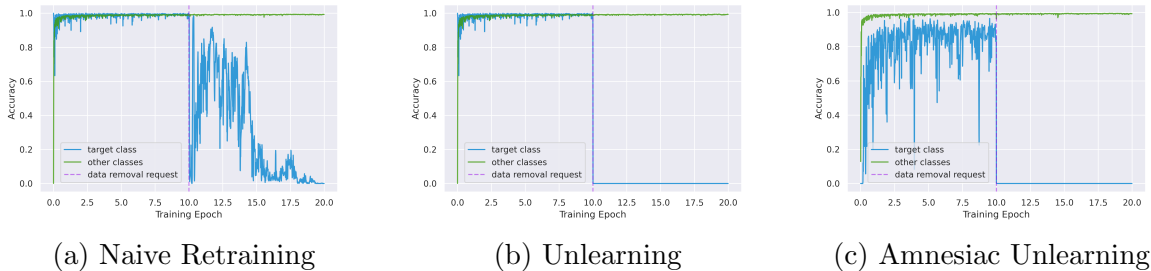 1.0
0.8
0.6
0.4
0.2
0.0
Accuracy
target class
other classes
data removal request
0.0 2.5 5.0 7.5 10.0 12.5 15.0 17.5 20.0
Training Epoch
(a) Naive Retraining
1.0
0.8
0.6
0.4
0.2
0.0
Accuracy
target class
other classes
data removal request
0.0 2.5 5.0 7.5 10.0 12.5 15.0 17.5 20.0
Training Epoch
(b) Unlearning
1.0
0.8
0.6
0.4
0.2
0.0
Accuracy
target class
other classes
data removal request
0.0 2.5 5.0 7.5 10.0 12.5 15.0 17.5 20.0
Training Epoch
(c) Amnesiac Unlearning